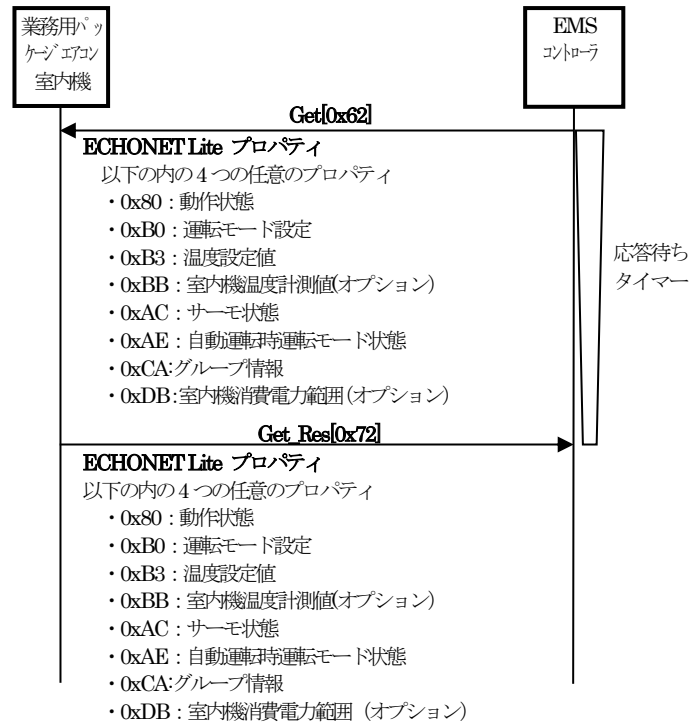 業務用パッ
ケージエアコン
室内機
EMS
コントローラ
Get[0x62]
ECHONET Lite プロパティ
以下の内の4つの任意のプロパティ
・0x80：動作状態
・0xB0：運転モード設定
・0xB3：温度設定値
・0xBB：室内機温度計測値(オプション)
・0xAC：サーモ状態
・0xAE：自動運転時運転モード状態
・0xCA:グループ情報
・0xDB:室内機消費電力範囲(オプション)
応答待ち
タイマー
Get_Res[0x72]
ECHONET Lite プロパティ
以下の内の4つの任意のプロパティ
・0x80：動作状態
・0xB0：運転モード設定
・0xB3：温度設定値
・0xBB：室内機温度計測値(オプション)
・0xAC：サーモ状態
・0xAE：自動運転時運転モード状態
・0xCA:グループ情報
・0xDB：室内機消費電力範囲（オプション）